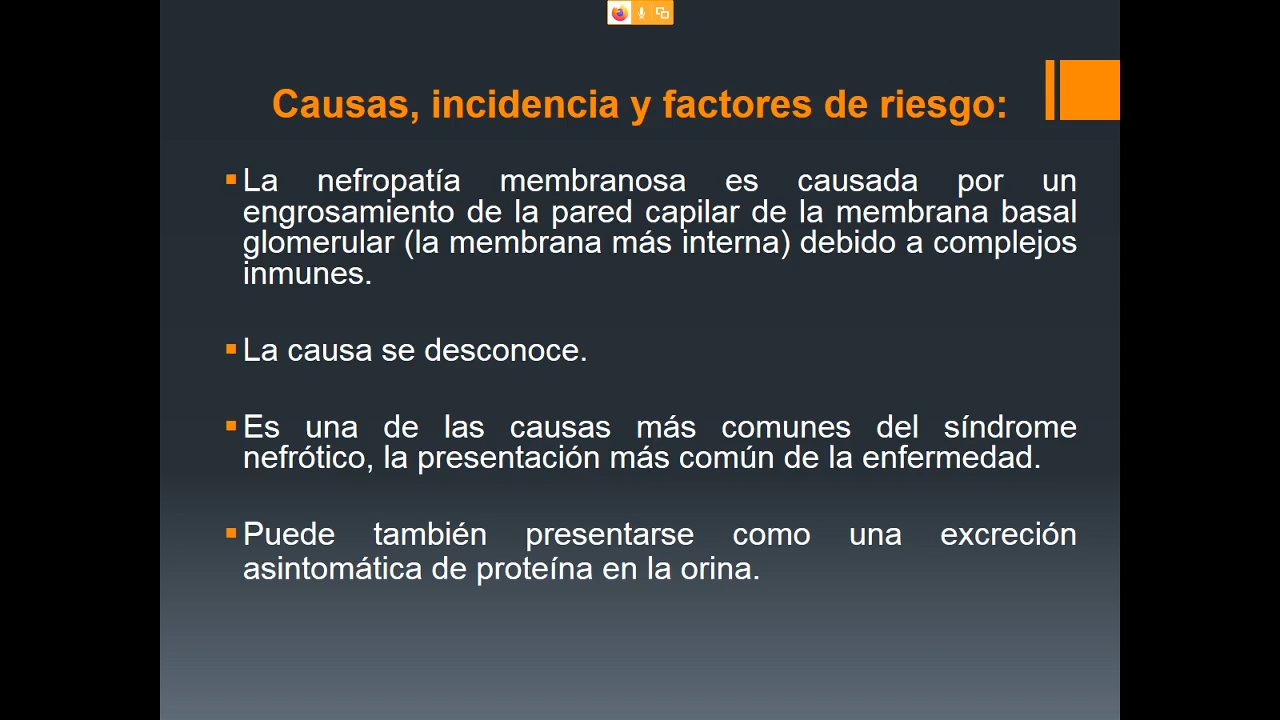 Causas, incidencia y factores de riesgo:
La nefropatía membranosa es causada por un
engrosamiento de la pared capilar de la membrana basal
glomerular (la membrana más interna) debido a complejos
inmunes.
La causa se desconoce.
Es una de las causas más comunes del síndrome
nefrótico, la presentación más común de la enfermedad.
Puede también presentarse como una excreción
asintomática de proteína en la orina.